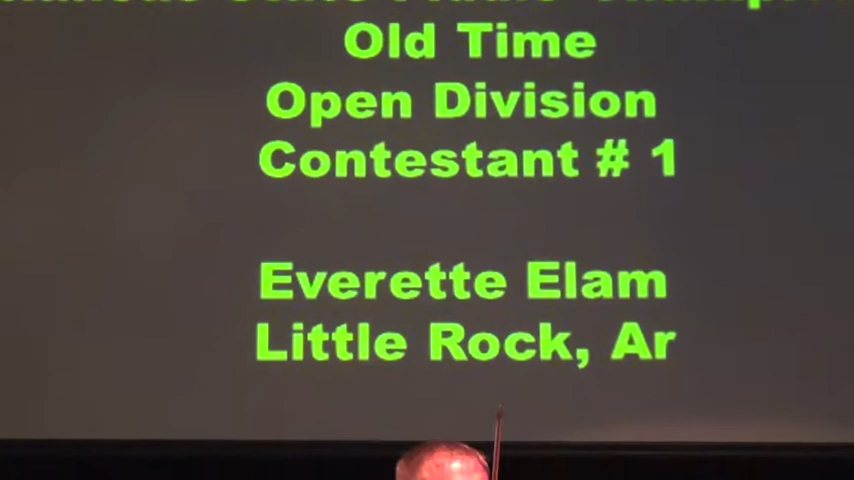 Old Time
Open Division
Contestant # 1
Everette Elam
Little Rock, Ar